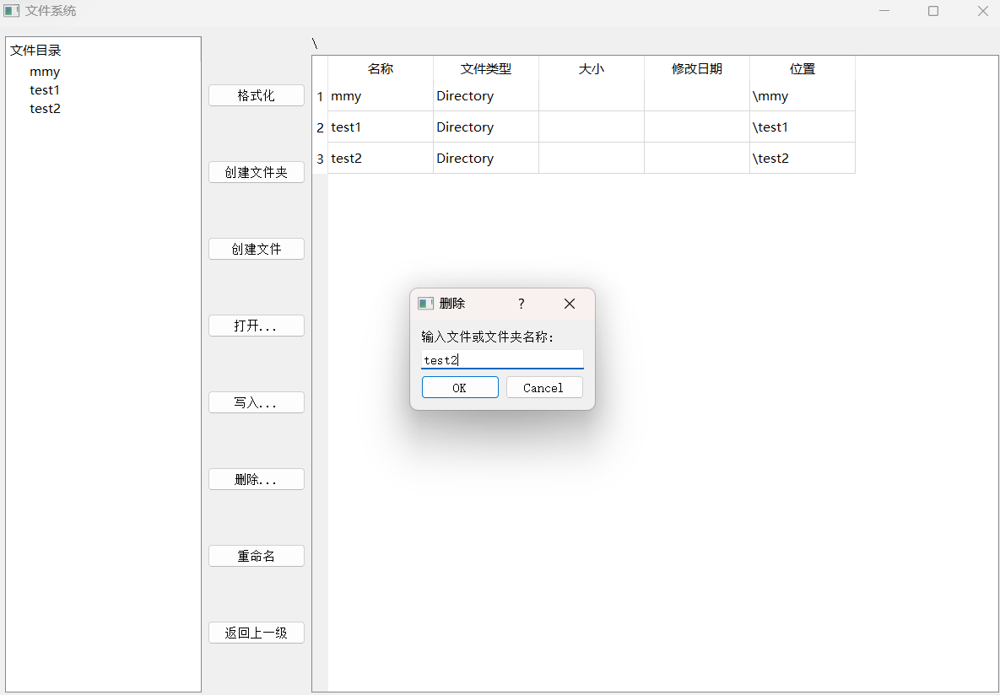 文件系统
文件目录
mmy
test1
test2
格式化
创建文件夹
创建文件
打开...
写入...
删除...
重命名
返回上一级
\
名称 文件类型 大小 修改日期 位置
1 mmy Directory \mmy
2 test1 Directory \test1
3 test2 Directory \test2
删除 ?
输入文件或文件夹名称:
test2
OK Cancel